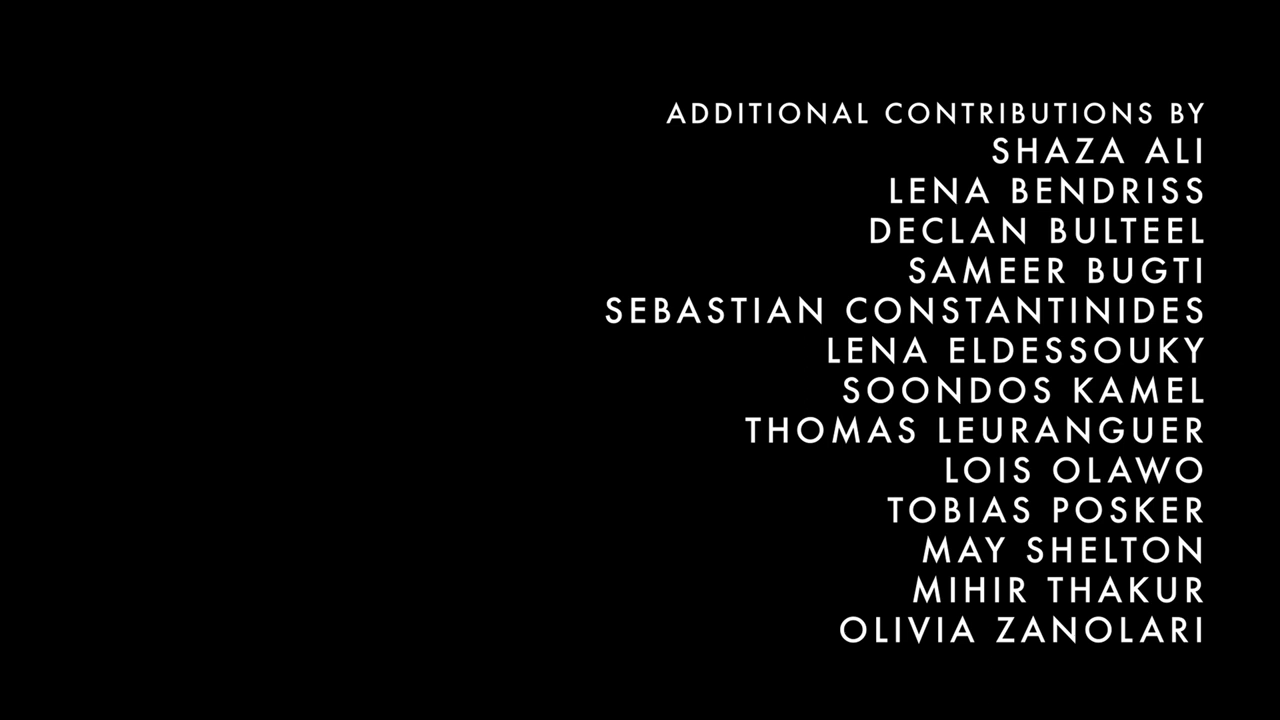 ADDITIONAL CONTRIBUTIONS BY
SHAZA ALI
LENA BENDRISS
DECLAN BULTEEL
SAMEER BUGTI
SEBASTIAN CONSTANTINIDES
LENA ELDESSOUKY
SOONDOS KAMEL
THOMAS LEURANGUER
LOIS OLAWO
TOBIAS POSKER
MAY SHELTON
MIHIR THAKUR
OLIVIA ZANOLARI